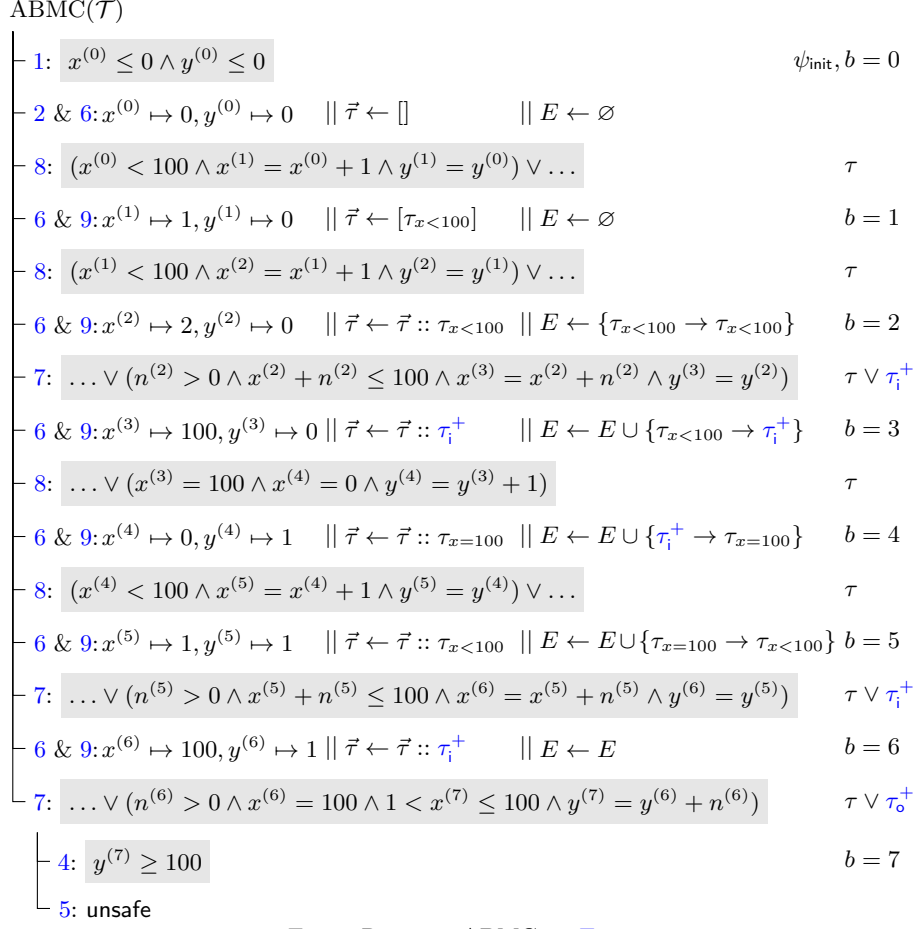 ABMC(𝒯)
1: x^(0) ≤ 0 ∧ y^(0) ≤ 0 ψ_init, b = 0
2 & 6: x^(0) ↦ 0, y^(0) ↦ 0 || τ⃗ ← [] || E ← ∅
8: (x^(0) < 100 ∧ x^(1) = x^(0) + 1 ∧ y^(1) = y^(0)) ∨ … τ
6 & 9: x^(1) ↦ 1, y^(1) ↦ 0 || τ⃗ ← [τ_{x<100}] || E ← ∅ b = 1
8: (x^(1) < 100 ∧ x^(2) = x^(1) + 1 ∧ y^(2) = y^(1)) ∨ … τ
6 & 9: x^(2) ↦ 2, y^(2) ↦ 0 || τ⃗ ← τ⃗ :: τ_{x<100} || E ← {τ_{x<100} → τ_{x<100}} b = 2
7: … ∨ (n^(2) > 0 ∧ x^(2) + n^(2) ≤ 100 ∧ x^(3) = x^(2) + n^(2) ∧ y^(3) = y^(2)) τ ∨ τ_i^+
6 & 9: x^(3) ↦ 100, y^(3) ↦ 0 || τ⃗ ← τ⃗ :: τ_i^+ || E ← E ∪ {τ_{x<100} → τ_i^+} b = 3
8: … ∨ (x^(3) = 100 ∧ x^(4) = 0 ∧ y^(4) = y^(3) + 1) τ
6 & 9: x^(4) ↦ 0, y^(4) ↦ 1 || τ⃗ ← τ⃗ :: τ_{x=100} || E ← E ∪ {τ_i^+ → τ_{x=100}} b = 4
8: (x^(4) < 100 ∧ x^(5) = x^(4) + 1 ∧ y^(5) = y^(4)) ∨ … τ
6 & 9: x^(5) ↦ 1, y^(5) ↦ 1 || τ⃗ ← τ⃗ :: τ_{x<100} || E ← E ∪ {τ_{x=100} → τ_{x<100}} b = 5
7: … ∨ (n^(5) > 0 ∧ x^(5) + n^(5) ≤ 100 ∧ x^(6) = x^(5) + n^(5) ∧ y^(6) = y^(5)) τ ∨ τ_i^+
6 & 9: x^(6) ↦ 100, y^(6) ↦ 1 || τ⃗ ← τ⃗ :: τ_i^+ || E ← E b = 6
7: … ∨ (n^(6) > 0 ∧ x^(6) = 100 ∧ 1 < x^(7) ≤ 100 ∧ y^(7) = y^(6) + n^(6)) τ ∨ τ_o^+
4: y^(7) ≥ 100 b = 7
5: unsafe